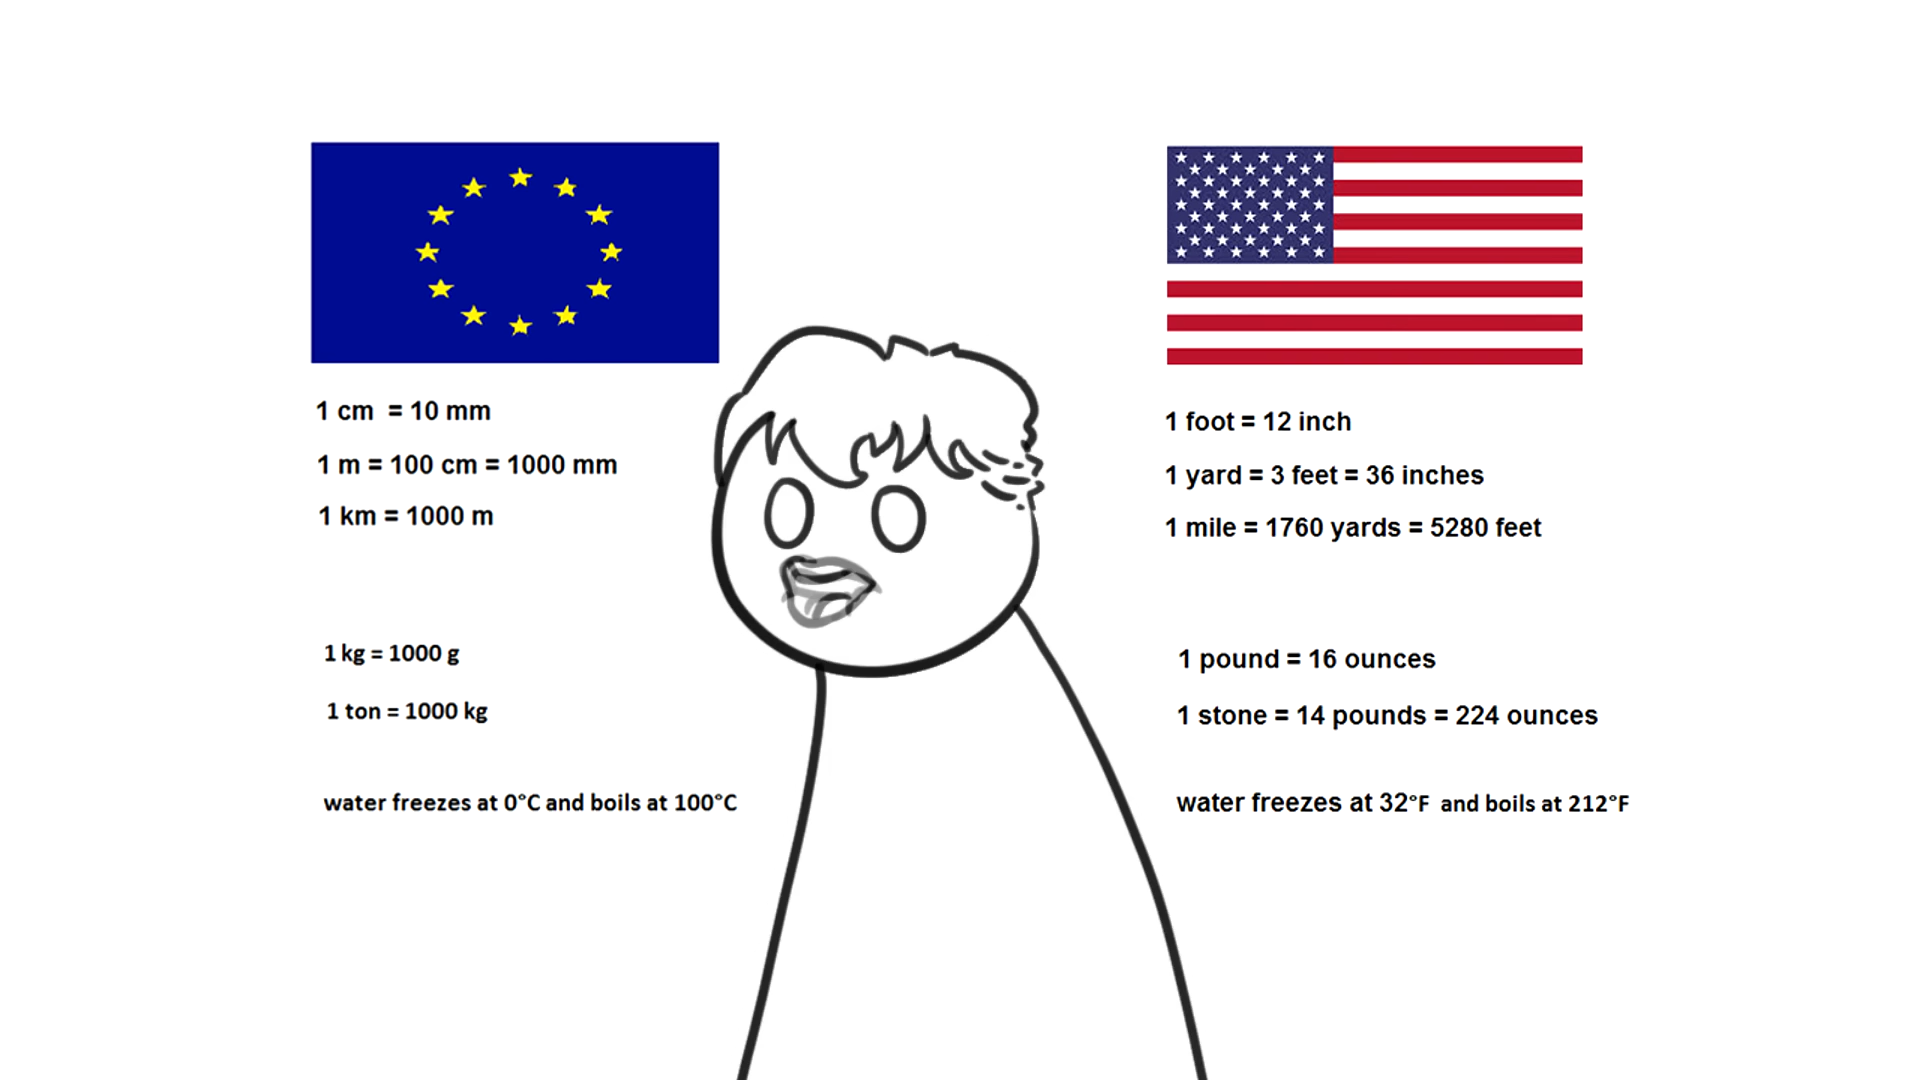 1 cm  = 10 mm
1 m = 100 cm = 1000 mm
1 km = 1000 m
1 kg = 1000 g
1 ton = 1000 kg
water freezes at 0°C and boils at 100°C
1 foot = 12 inch
1 yard = 3 feet = 36 inches
1 mile = 1760 yards = 5280 feet
1 pound = 16 ounces
1 stone = 14 pounds = 224 ounces
water freezes at 32°F  and boils at 212°F